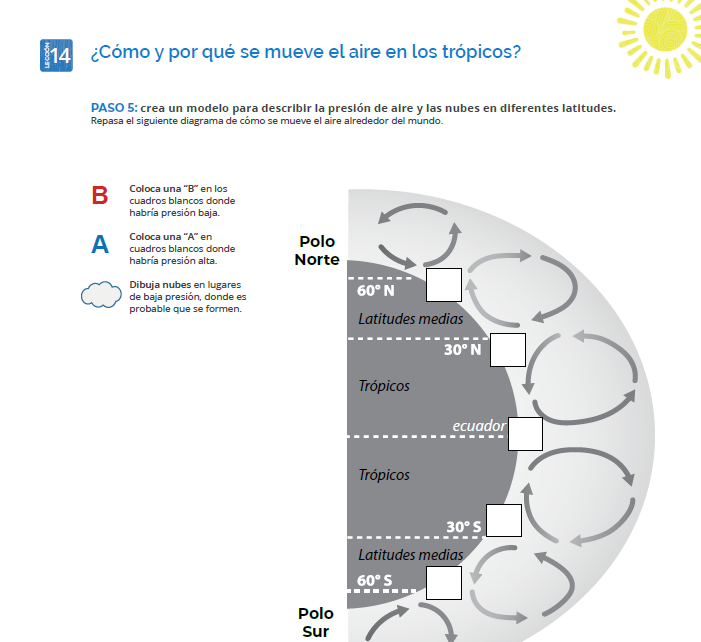 LECCIÓN
14
¿Cómo y por qué se mueve el aire en los trópicos?
PASO 5: crea un modelo para describir la presión de aire y las nubes en diferentes latitudes.
Repasa el siguiente diagrama de cómo se mueve el aire alrededor del mundo.
B
Coloca una “B” en los
cuadros blancos donde
habría presión baja.
A
Coloca una “A” en
cuadros blancos donde
habría presión alta.
Dibuja nubes en lugares
de baja presión, donde es
probable que se formen.
Polo
Norte
60° N
Latitudes medias
30° N
Trópicos
ecuador
Trópicos
30° S
Latitudes medias
60° S
Polo
Sur